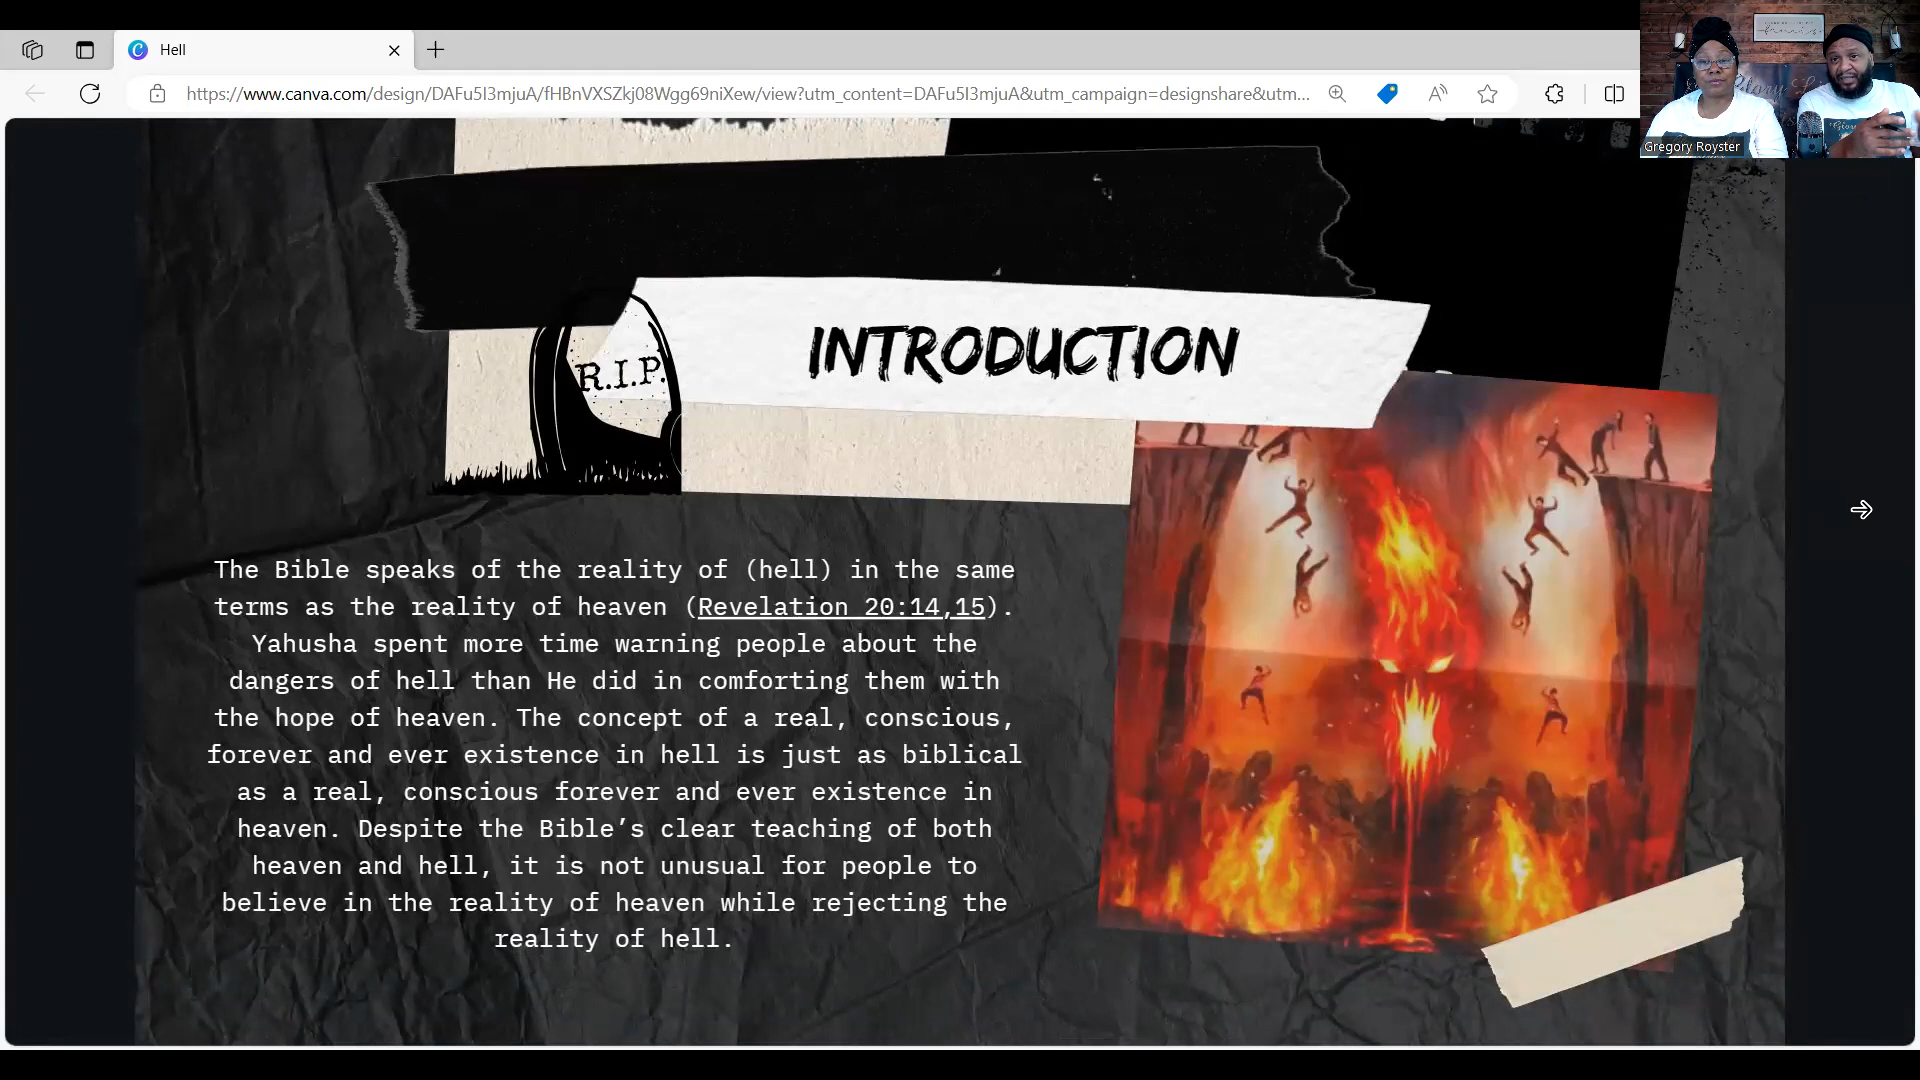 Hell
https://www.canva.com/design/DAFu5I3mjuA/fHBnVXSZkj08Wgg69niXew/view?utm_content=DAFu5I3mjuA&utm_campaign=designshare&utm...
Gregory Royster
INTRODUCTION
R.I.P.
The Bible speaks of the reality of (hell) in the same
terms as the reality of heaven (Revelation 20:14,15).
Yahusha spent more time warning people about the
dangers of hell than He did in comforting them with
the hope of heaven. The concept of a real, conscious,
forever and ever existence in hell is just as biblical
as a real, conscious forever and ever existence in
heaven. Despite the Bible’s clear teaching of both
heaven and hell, it is not unusual for people to
believe in the reality of heaven while rejecting the
reality of hell.